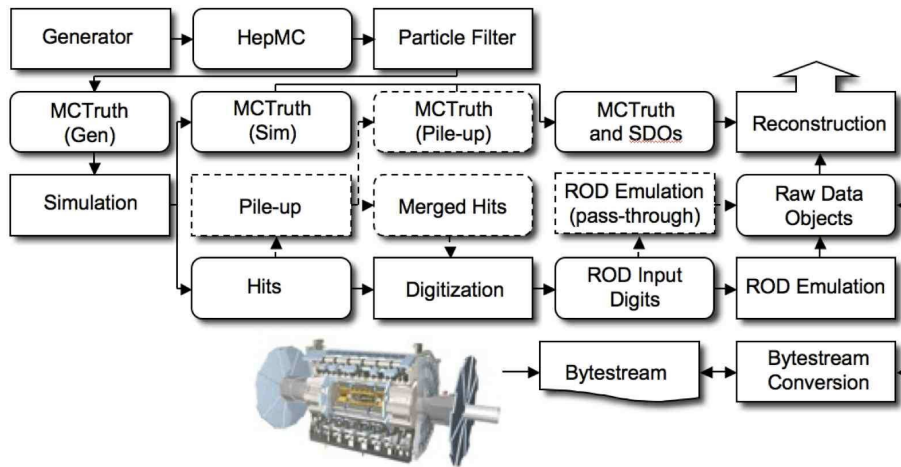 Generator
HepMC
Particle Filter
MCTruth
(Gen)
MCTruth
(Sim)
MCTruth
(Pile-up)
MCTruth
and SDOs
Reconstruction
Simulation
Pile-up
Merged Hits
ROD Emulation
(pass-through)
Raw Data
Objects
Hits
Digitization
ROD Input
Digits
ROD Emulation
Bytestream
Bytestream
Conversion